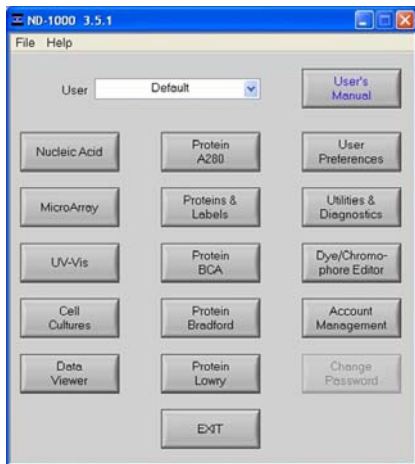 ND-1000 3.5.1
File Help
User Default
User's
Manual
Nucleic Acid
Protein
A280
User
Preferences
MicroArray
Proteins &
Labels
Utilities &
Diagnostics
UV-Vis
Protein
BCA
Dye/Chromo-
phore Editor
Cell
Cultures
Protein
Bradford
Account
Management
Data
Viewer
Protein
Lowry
Change
Password
EXIT